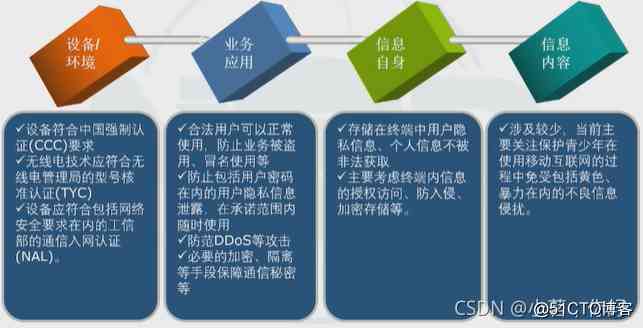 设备/
环境
业务
应用
信息
自身
信息
内容
✓设备符合中国强制认
证(CCC)要求
✓无线电技术应符合无
线电管理局的型号核
准认证(TYC)
✓设备应符合包括网络
安全要求在内的工信
部的通信入网认证
(NAL)。
✓合法用户可以正常
使用,防止业务被盗
用、冒名使用等
✓防止包括用户密码
在内的用户隐私信息
泄露,在承诺范围内
随时使用
✓防范DDoS等攻击
✓必要的加密、隔离
等手段保障通信秘密
等
✓存储在终端中用户隐
私信息、个人信息不被
非法获取
✓主要考虑终端内信息
的授权访问、防入侵、
加密存储等。
✓涉及较少,当前主
要关注保护青少年在
使用移动互联网的过
程中免受包括黄色、
暴力在内的不良信息
侵扰。
CSDN
@51CTO博客